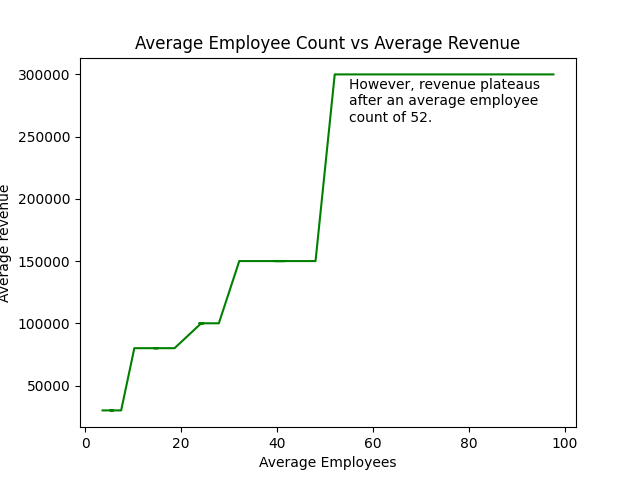 Average Employee Count vs Average Revenue
300000
250000
200000
150000
100000
50000
Average revenue
However, revenue plateaus
after an average employee
count of 52.
0
20
40
60
80
100
Average Employees